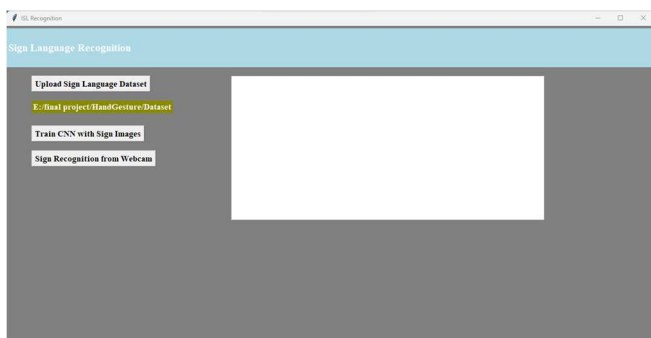 ISL Recognition
Sign Language Recognition
Upload Sign Language Dataset
E:/final project/HandGesture/Dataset
Train CNN with Sign Images
Sign Recognition from Webcam